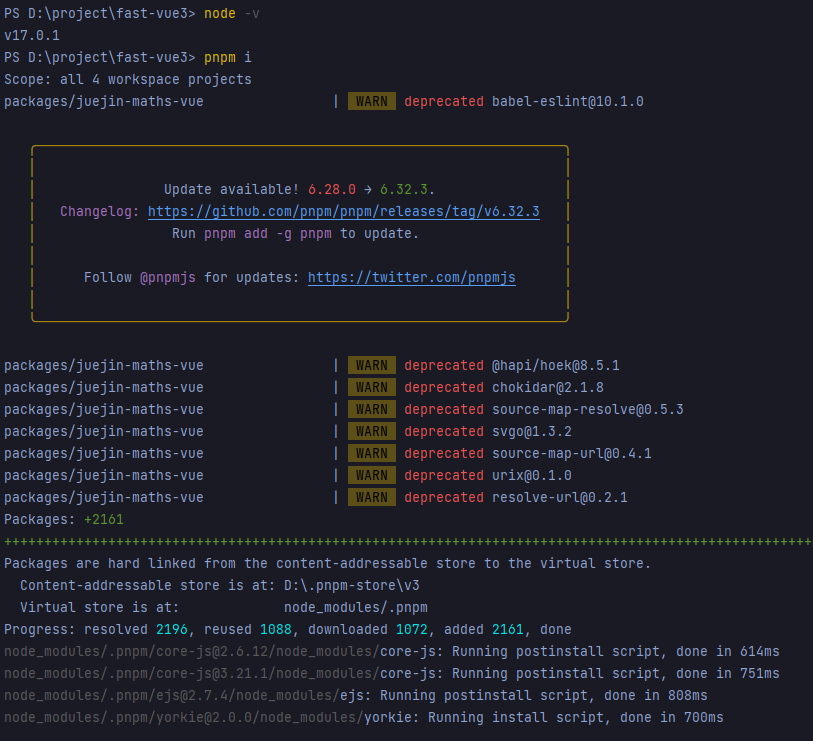 PS D:\project\fast-vue3> node -v
v17.0.1
PS D:\project\fast-vue3> pnpm i
Scope: all 4 workspace projects
packages/juejin-maths-vue | WARN deprecated babel-eslint@10.1.0
Update available! 6.28.0 → 6.32.3.
Changelog: https://github.com/pnpm/pnpm/releases/tag/v6.32.3
Run pnpm add -g pnpm to update.
Follow @pnpmjs for updates: https://twitter.com/pnpmjs
packages/juejin-maths-vue | WARN deprecated @hapi/hoek@8.5.1
packages/juejin-maths-vue | WARN deprecated chokidar@2.1.8
packages/juejin-maths-vue | WARN deprecated source-map-resolve@0.5.3
packages/juejin-maths-vue | WARN deprecated svgo@1.3.2
packages/juejin-maths-vue | WARN deprecated source-map-url@0.4.1
packages/juejin-maths-vue | WARN deprecated urix@0.1.0
packages/juejin-maths-vue | WARN deprecated resolve-url@0.2.1
Packages: +2161
+++++++++++++++++++++++++++++++++++++++++++++++++++++++++++++++++++++++++++++++++++++++++++++++++++++
Packages are hard linked from the content-addressable store to the virtual store.
Content-addressable store is at: D:\.pnpm-store\v3
Virtual store is at: node_modules/.pnpm
Progress: resolved 2196, reused 1088, downloaded 1072, added 2161, done
node_modules/.pnpm/core-js@2.6.12/node_modules/core-js: Running postinstall script, done in 614ms
node_modules/.pnpm/core-js@3.21.1/node_modules/core-js: Running postinstall script, done in 751ms
node_modules/.pnpm/ejs@2.7.4/node_modules/ejs: Running postinstall script, done in 808ms
node_modules/.pnpm/yorkie@2.0.0/node_modules/yorkie: Running install script, done in 700ms